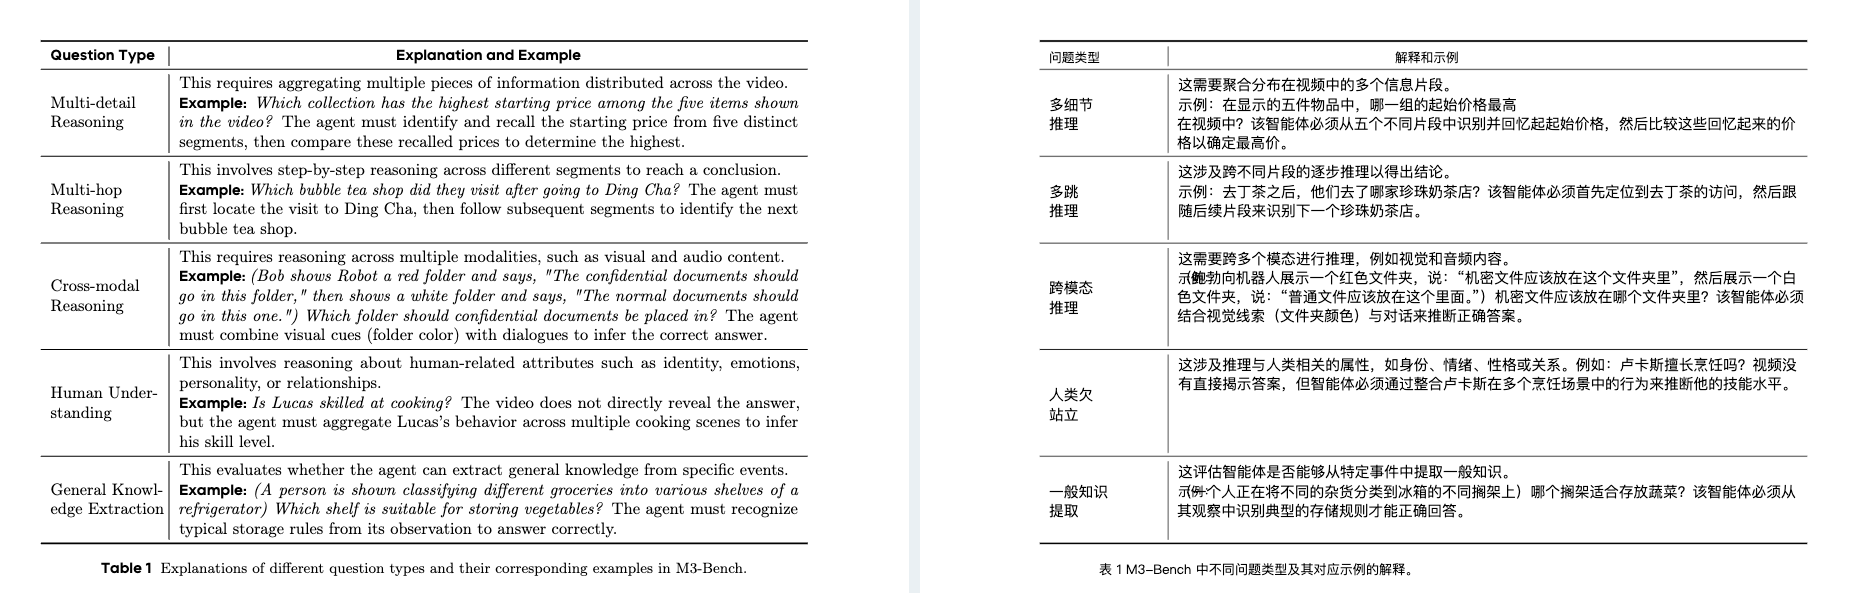 Question Type
Explanation and Example
Multi-detail
Reasoning
This requires aggregating multiple pieces of information distributed across the video.
Example: Which collection has the highest starting price among the five items shown
in the video? The agent must identify and recall the starting price from five distinct
segments, then compare these recalled prices to determine the highest.
Multi-hop
Reasoning
This involves step-by-step reasoning across different segments to reach a conclusion.
Example: Which bubble tea shop did they visit after going to Ding Cha? The agent must
first locate the visit to Ding Cha, then follow subsequent segments to identify the next
bubble tea shop.
Cross-modal
Reasoning
This requires reasoning across multiple modalities, such as visual and audio content.
Example: (Bob shows Robot a red folder and says, "The confidential documents should
go in this folder," then shows a white folder and says, "The normal documents should
go in this one.") Which folder should confidential documents be placed in? The agent
must combine visual cues (folder color) with dialogues to infer the correct answer.
Human Under-
standing
This involves reasoning about human-related attributes such as identity, emotions,
personality, or relationships.
Example: Is Lucas skilled at cooking? The video does not directly reveal the answer,
but the agent must aggregate Lucas's behavior across multiple cooking scenes to infer
his skill level.
General Knowl-
edge Extraction
This evaluates whether the agent can extract general knowledge from specific events.
Example: (A person is shown classifying different groceries into various shelves of a
refrigerator) Which shelf is suitable for storing vegetables? The agent must recognize
typical storage rules from its observation to answer correctly.
Table 1 Explanations of different question types and their corresponding examples in M3-Bench.
问题类型
解释和示例
多细节
推理
这需要聚合分布在视频中的多个信息片段。
示例：在显示的五件物品中，哪一组的起始价格最高
在视频中？该智能体必须从五个不同片段中识别并回忆起起始价格，然后比较这些回忆起来的价
格以确定最高价。
多跳
推理
这涉及跨不同片段的逐步推理以得出结论。
示例：去丁茶之后，他们去了哪家珍珠奶茶店？该智能体必须首先定位到去丁茶的访问，然后跟
随后续片段来识别下一个珍珠奶茶店。
跨模态
推理
这需要跨多个模态进行推理，例如视觉和音频内容。
勃向机器人展示一个红色文件夹，说：“机密文件应该放在这个文件夹里”，然后展示一个白
色文件夹，说：“普通文件应该放在这个里面。”）机密文件应该放在哪个文件夹里？该智能体必须
结合视觉线索（文件夹颜色）与对话来推断正确答案。
人类欠
站立
这涉及推理与人类相关的属性，如身份、情绪、性格或关系。例如：卢卡斯擅长烹饪吗？视频没
有直接揭示答案，但智能体必须通过整合卢卡斯在多个烹饪场景中的行为来推断他的技能水平。
一般知识
提取
这评估智能体是否能够从特定事件中提取一般知识。
个人正在将不同的杂货分类到冰箱的不同搁架上）哪个搁架适合存放蔬菜？该智能体必须从
其观察中识别典型的存储规则才能正确回答。
表 1 M3-Bench 中不同问题类型及其对应示例的解释。